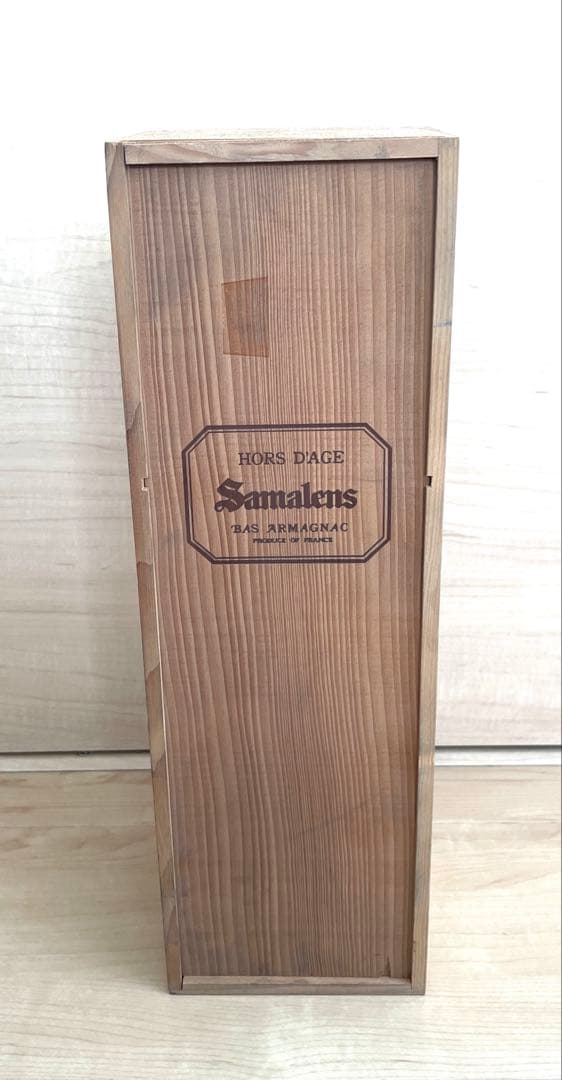 HORS D'AGE
Samalens
BAS ARMAGNAC
PRODUCE OF FRANCE